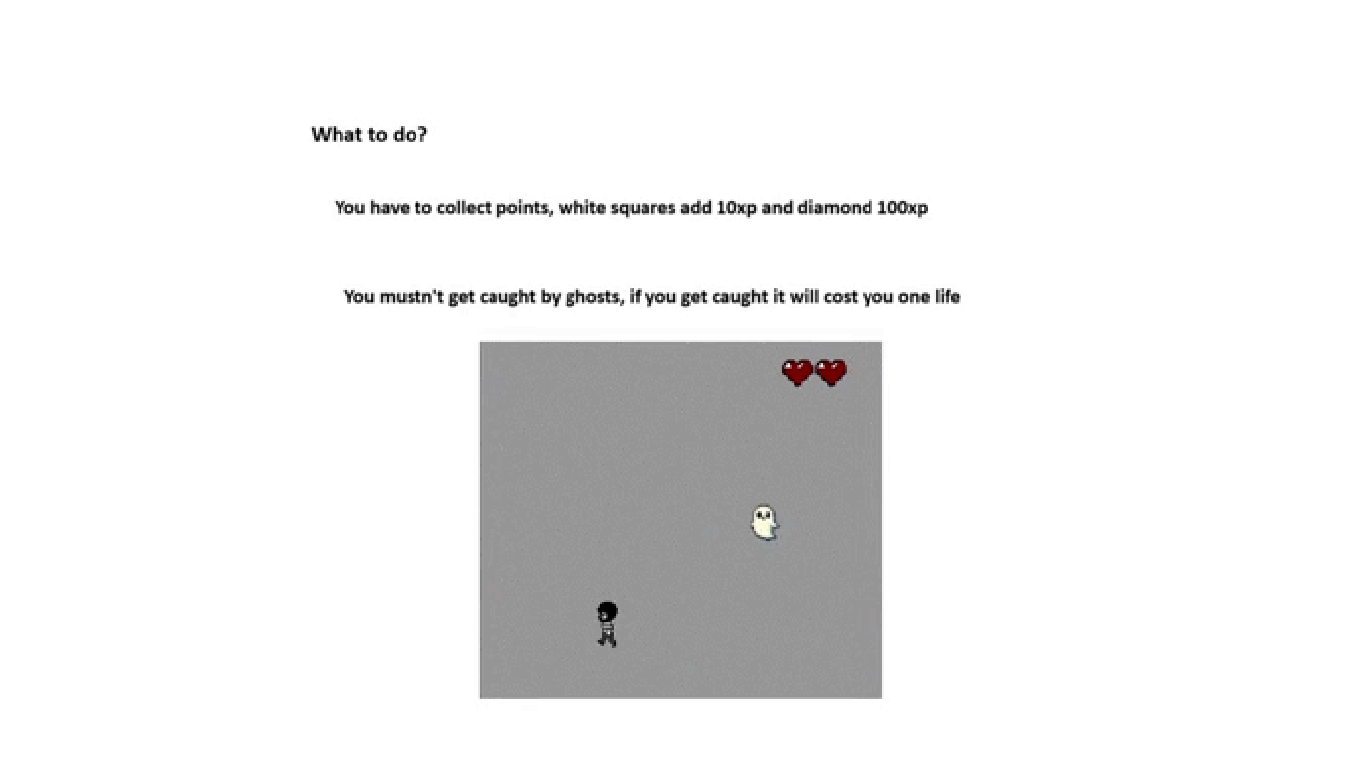 What to do?
You have to collect points, white squares add 10xp and diamond 100xp
You mustn't get caught by ghosts, if you get caught it will cost you one life